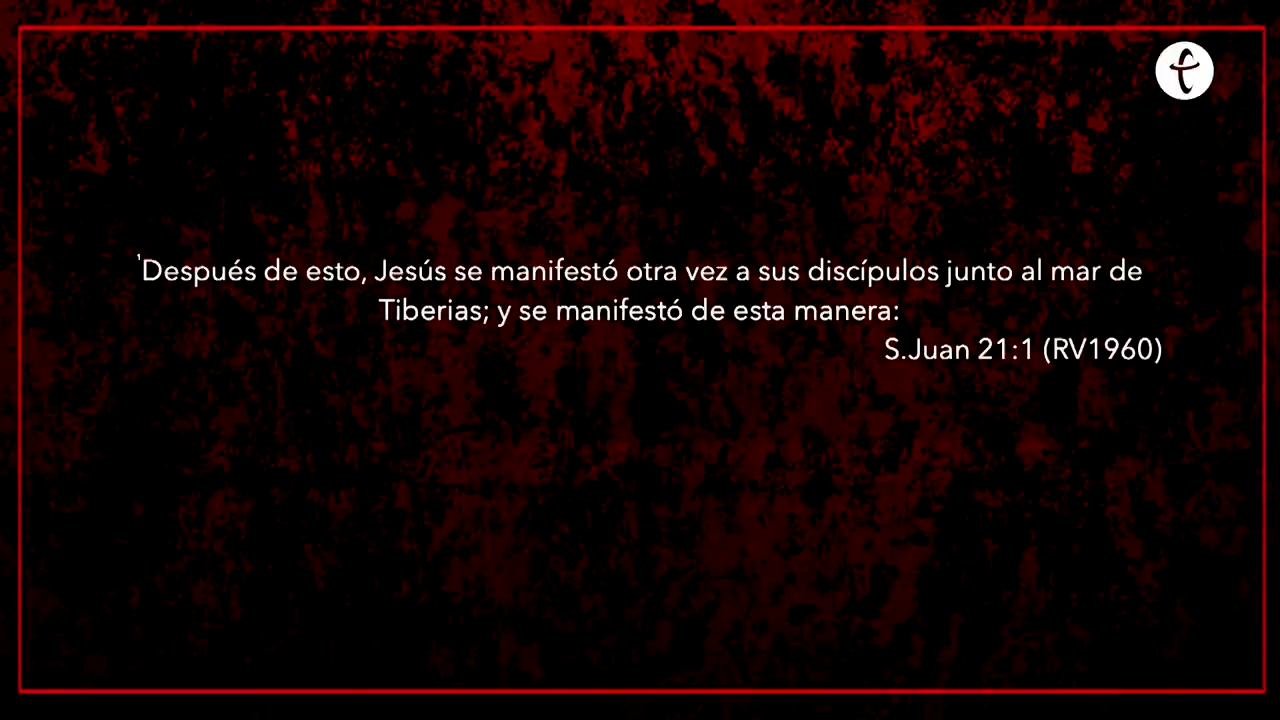 ¹Después de esto, Jesús se manifestó otra vez a sus discípulos junto al mar de
Tiberias; y se manifestó de esta manera:
S.Juan 21:1 (RV1960)